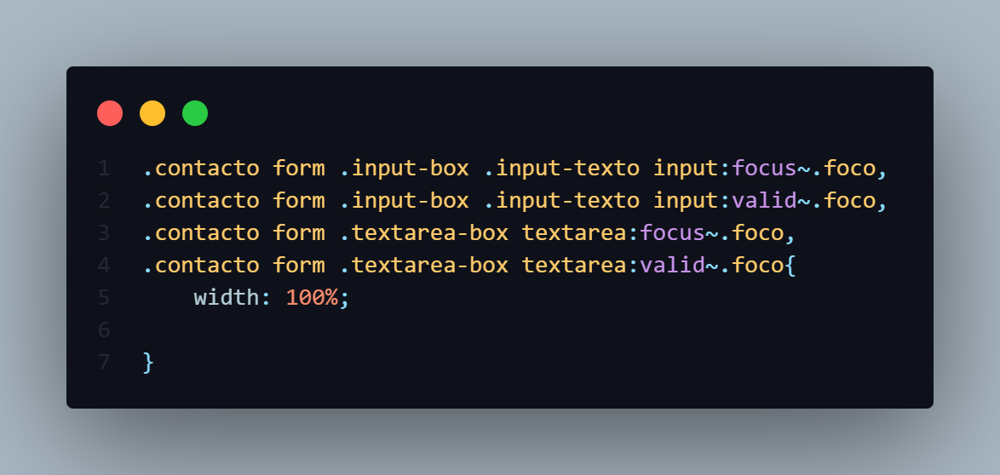 1 .contacto form .input-box .input-texto input:focus~.foco,
2 .contacto form .input-box .input-texto input:valid~.foco,
3 .contacto form .textarea-box textarea:focus~.foco,
4 .contacto form .textarea-box textarea:valid~.foco{
5     width: 100%;
6
7 }